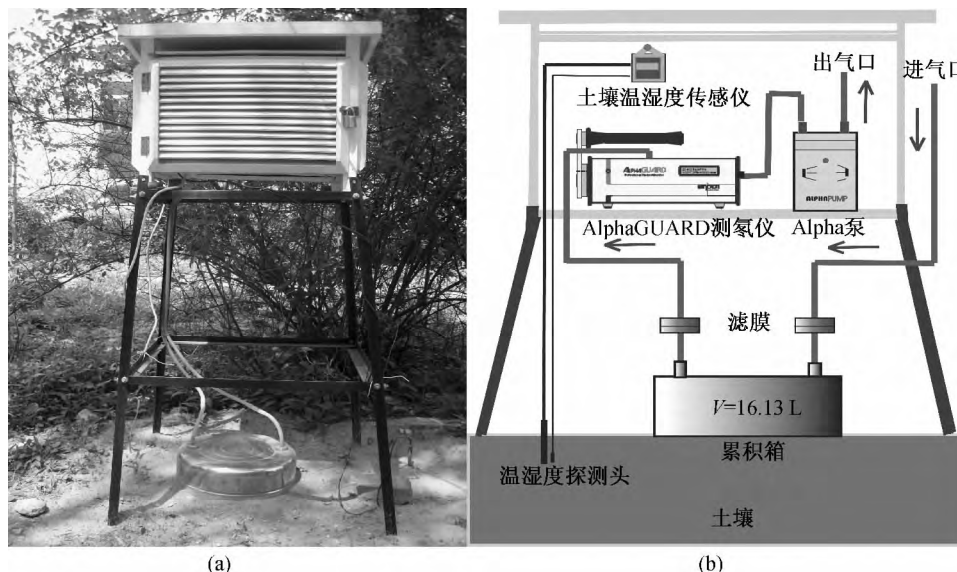 出气口
进气口
土壤温湿度传感仪
AlphaGUARD
ALPHAPUMP
AlphaGUARD测氡仪
Alpha泵
滤膜
V=16.13 L
累积箱
温湿度探测头
土壤
(a)
(b)